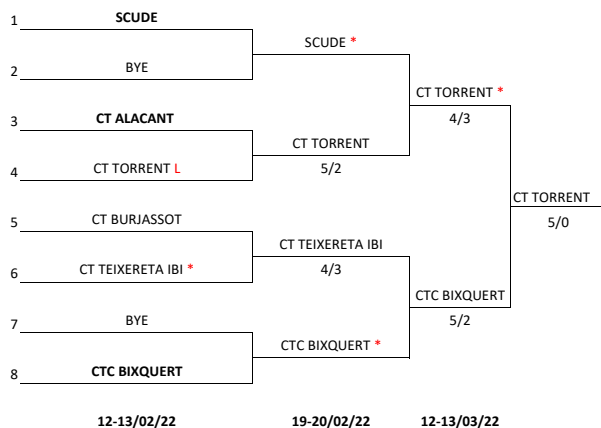 1 SCUDE
SCUDE *
2 BYE
CT TORRENT *
4/3
3 CT ALACANT
CT TORRENT
5/2
4 CT TORRENT L
CT TORRENT
5/0
5 CT BURJASSOT
CT TEIXERETA IBI
4/3
6 CT TEIXERETA IBI *
CTC BIXQUERT
5/2
7 BYE
CTC BIXQUERT *
8 CTC BIXQUERT
12-13/02/22 19-20/02/22 12-13/03/22